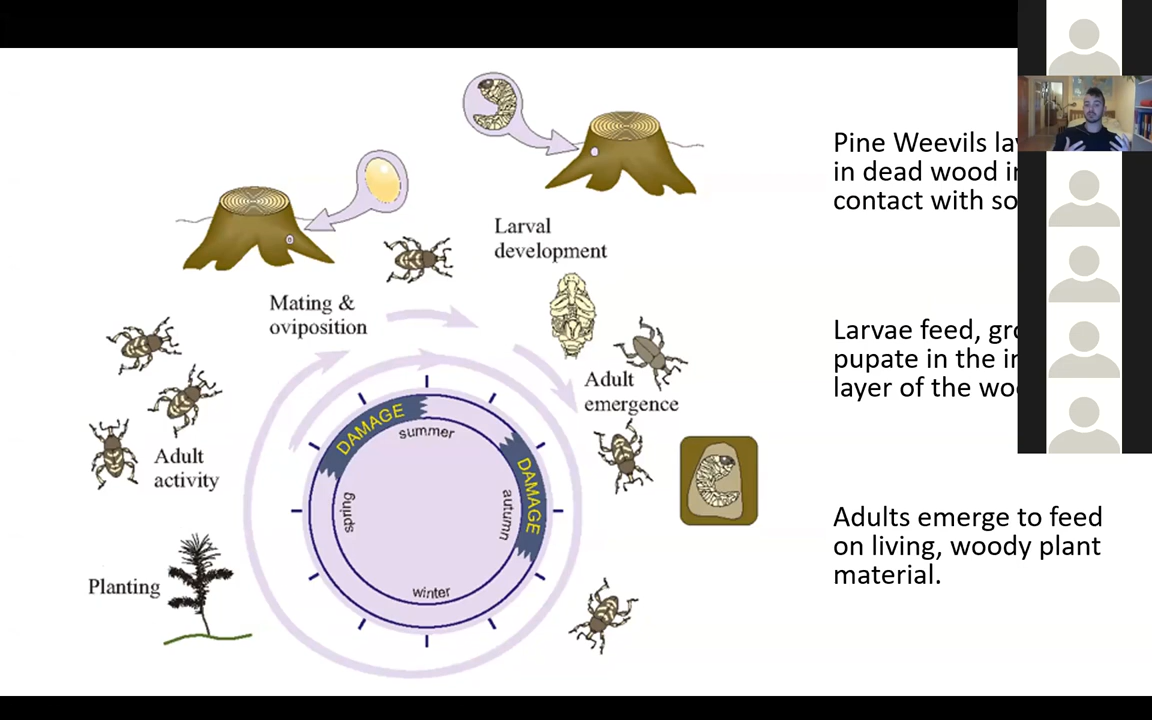 Pine Weevils
in dead wood
contact with
Larvae feed,
pupate in the
layer of the
Adults emerge to feed
on living, woody plant
material.
Larval
development
Mating &
oviposition
Adult
emergence
Adult
activity
Planting
DAMAGE
summer
DAMAGE
autumn
spring
winter